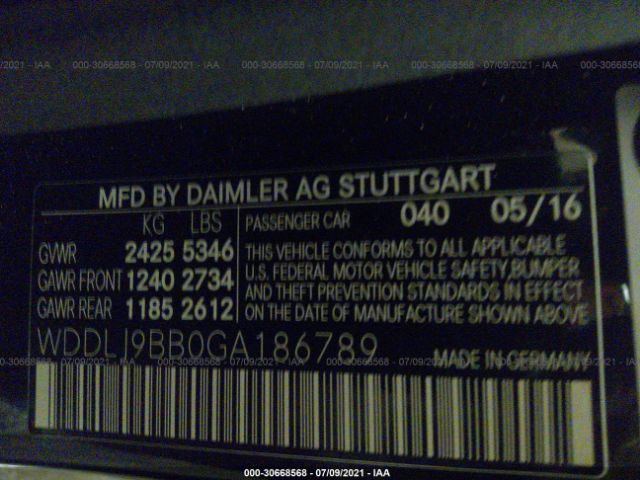 000-30668568 - 07/09/2021 - IAA
MFD BY DAIMLER AG STUTTGART
KG LBS
PASSENGER CAR 040 05/16
GVWR 2425 5346
GAWR FRONT 1240 2734
GAWR REAR 1185 2612
THIS VEHICLE CONFORMS TO ALL APPLICABLE
U.S. FEDERAL MOTOR VEHICLE SAFETY, BUMPER
AND THEFT PREVENTION STANDARDS IN EFFECT
ON THE DATE OF MANUFACTURE SHOWN ABOVE
WDDLJ9BB0GA186789
MADE IN GERMANY
000-30668568 - 07/09/2021 - IAA